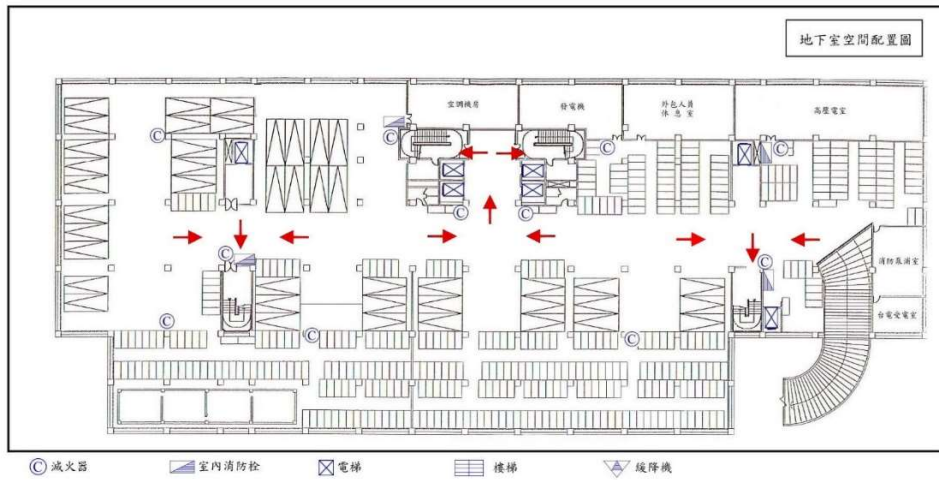 地下室空間配置圖
空調機房
發電機
外包人員
休息室
高壓電室
消防幫浦室
台電受電室
Ⓒ 滅火器
室內消防栓
電梯
樓梯
緩降機